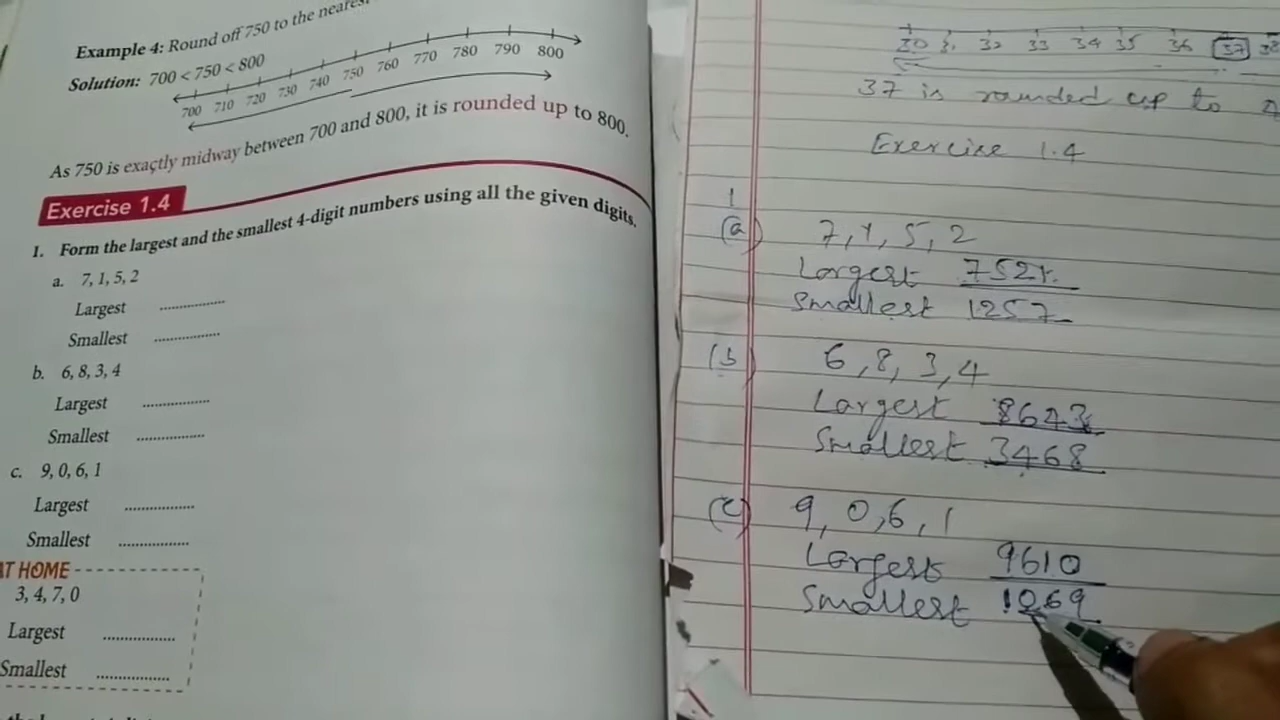 Example 4: Round off 750 to the nearest
Solution: 700 < 750 < 800
700 710 720 730 740 750 760 770 780 790 800
As 750 is exactly midway between 700 and 800, it is rounded up to 800.
Exercise 1.4
1. Form the largest and the smallest 4-digit numbers using all the given digits.
a. 7, 1, 5, 2
Largest ..................
Smallest ..................
b. 6, 8, 3, 4
Largest ..................
Smallest ..................
c. 9, 0, 6, 1
Largest ..................
Smallest ..................
AT HOME
3, 4, 7, 0
Largest ..................
Smallest ..................
30 31 32 33 34 35 36 37 38
37 is rounded up to
Exercise 1.4
1
(a) 7, 1, 5, 2
Largest 7521
Smallest 1257
(b) 6, 8, 3, 4
Largest 8643
Smallest 3468
(c) 9, 0, 6, 1
Largest 9610
Smallest 1069